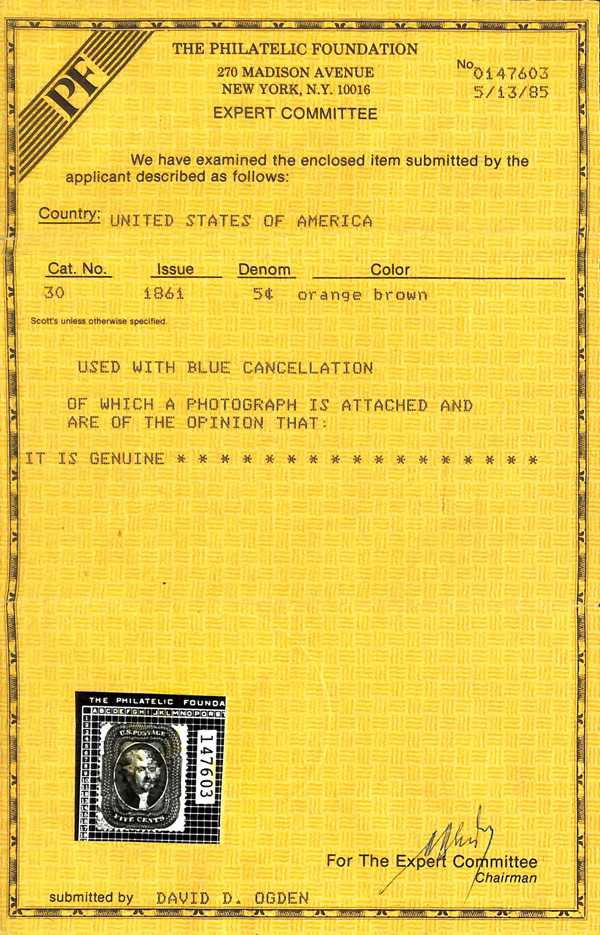 PF
THE PHILATELIC FOUNDATION
270 MADISON AVENUE
NEW YORK, N.Y. 10016
EXPERT COMMITTEE
No 0147603
5/13/85
We have examined the enclosed item submitted by the
applicant described as follows:
Country: UNITED STATES OF AMERICA
Cat. No. Issue Denom Color
30 1861 5¢ orange brown
Scott's unless otherwise specified.
USED WITH BLUE CANCELLATION
OF WHICH A PHOTOGRAPH IS ATTACHED AND
ARE OF THE OPINION THAT:
IT IS GENUINE * * * * * * * * * * * * * * * * *
THE PHILATELIC FOUNDA
ABCDEFGHIJKLMNOPQRS
U.S. POSTAGE
FIVE CENTS
147603
For The Expert Committee
Chairman
submitted by DAVID D. OGDEN